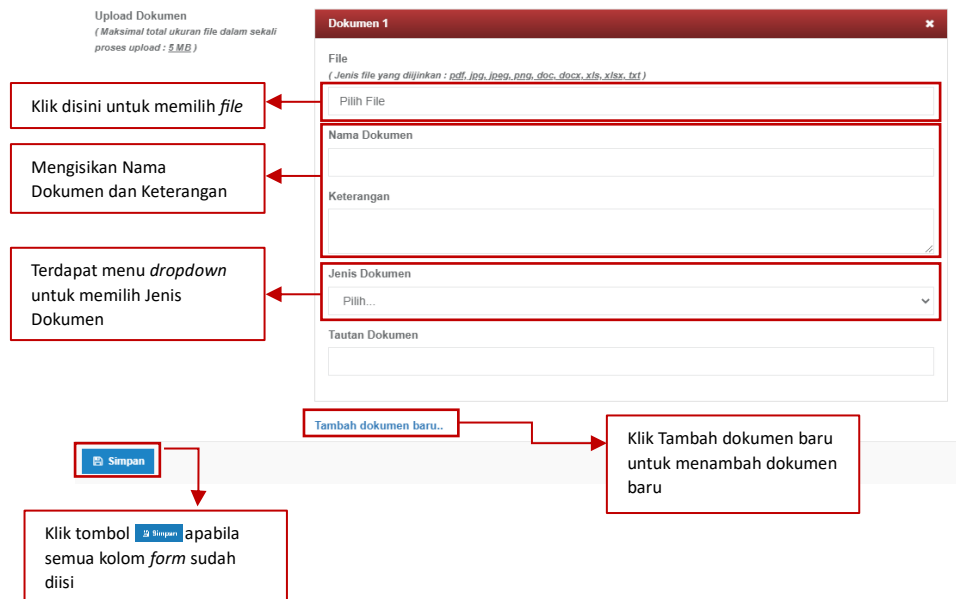 Upload Dokumen
( Maksimal total ukuran file dalam sekali
proses upload : 5 MB )
Dokumen 1
File
( Jenis file yang diijinkan : pdf, jpg, jpeg, png, doc, docx, xls, xlsx, txt )
Klik disini untuk memilih file
Pilih File
Nama Dokumen
Mengisikan Nama
Dokumen dan Keterangan
Keterangan
Terdapat menu dropdown
untuk memilih Jenis
Dokumen
Jenis Dokumen
Pilih...
Tautan Dokumen
Tambah dokumen baru..
Klik Tambah dokumen baru
untuk menambah dokumen
baru
Simpan
Klik tombol Simpan apabila
semua kolom form sudah
diisi